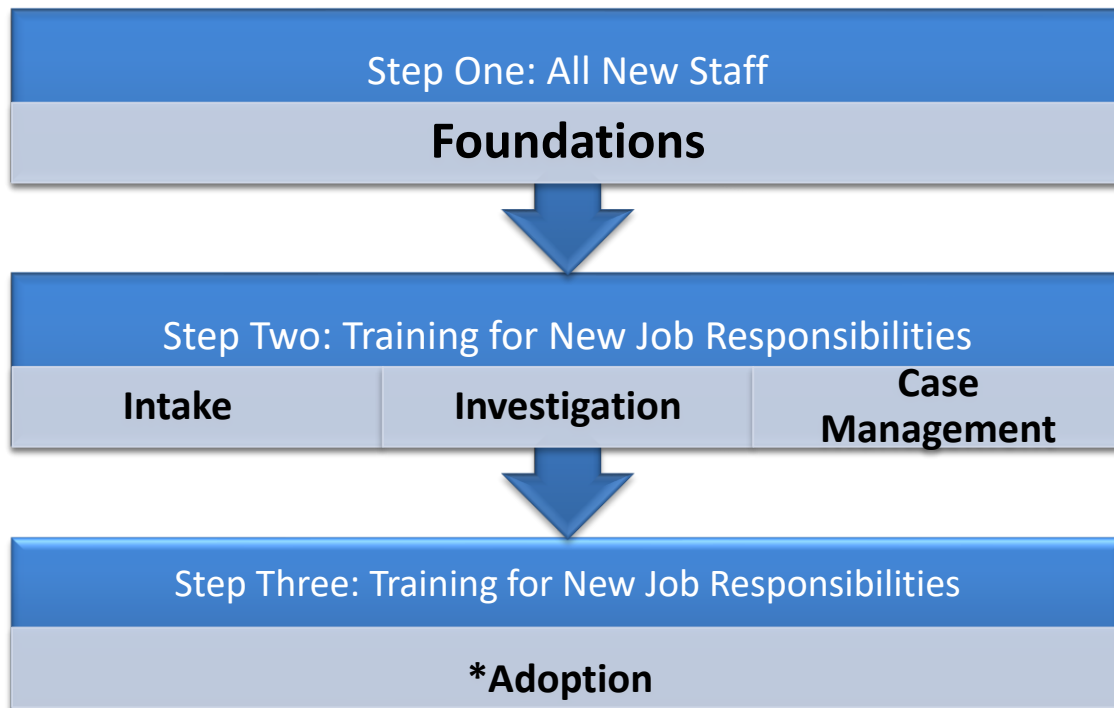 Step One: All New Staff
Foundations
Step Two: Training for New Job Responsibilities
Intake
Investigation
Case
Management
Step Three: Training for New Job Responsibilities
*Adoption